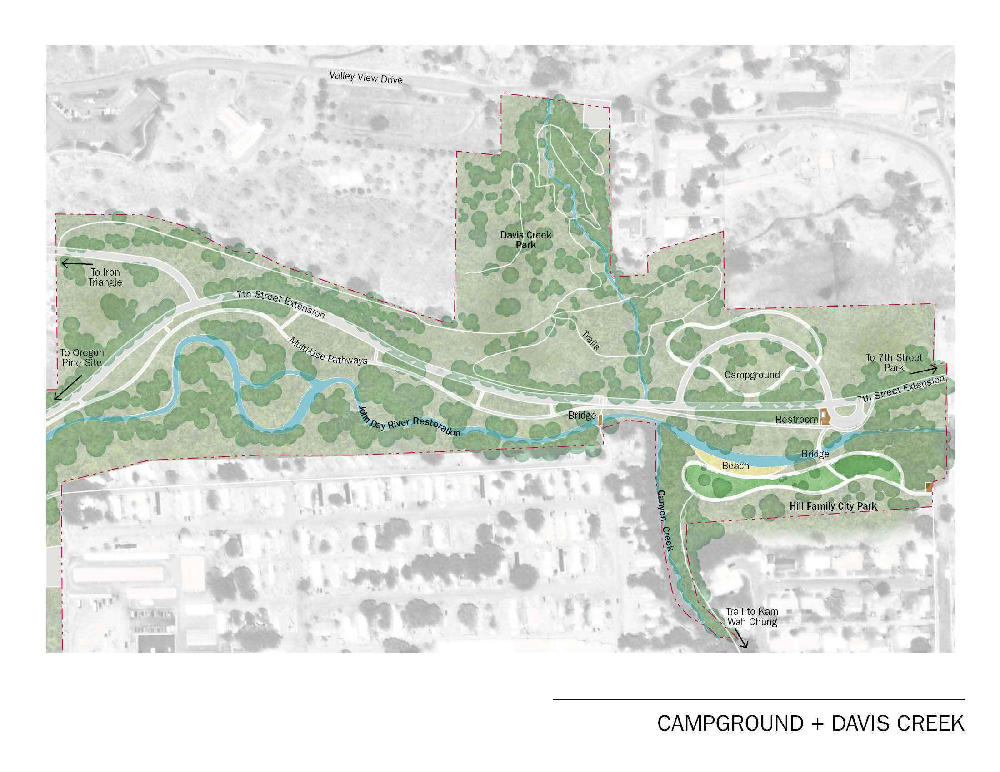 Valley View Drive
Davis Creek
Park
To Iron
Triangle
7th Street Extension
Multi-Use Pathways
Trails
To Oregon
Pine Site
Campground
To 7th Street
Park
7th Street Extension
John Day River Restoration
Bridge
Restroom
Bridge
Beach
Canyon Creek
Hill Family City Park
Trail to Kam
Wah Chung
CAMPGROUND + DAVIS CREEK